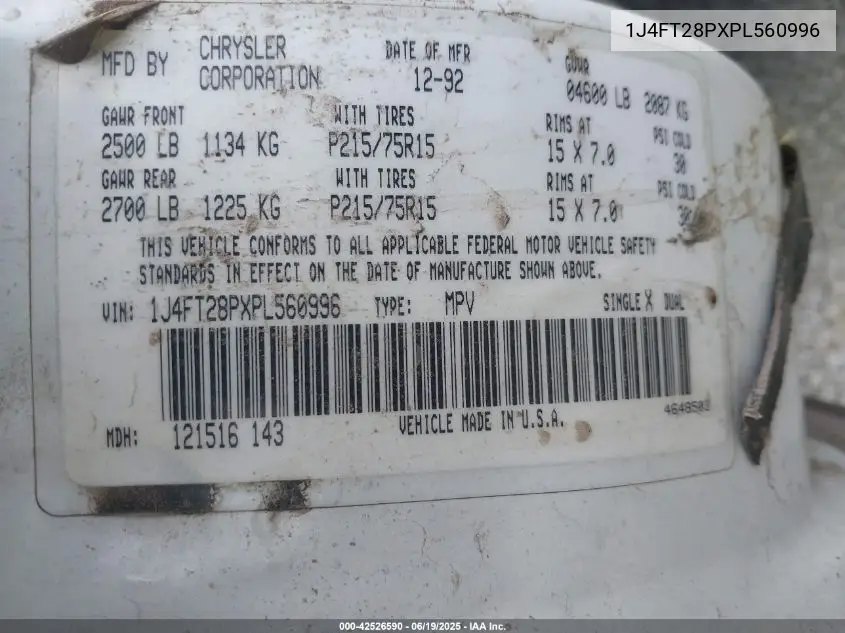 1J4FT28PXPL560996
MFD BY CHRYSLER CORPORATION DATE OF MFR 12-92 GVWR 04600 LB 2087 KG
GAWR FRONT WITH TIRES RIMS AT PSI COLD
2500 LB 1134 KG P215/75R15 15 X 7.0 30
GAWR REAR WITH TIRES RIMS AT PSI COLD
2700 LB 1225 KG P215/75R15 15 X 7.0 30
THIS VEHICLE CONFORMS TO ALL APPLICABLE FEDERAL MOTOR VEHICLE SAFETY
STANDARDS IN EFFECT ON THE DATE OF MANUFACTURE SHOWN ABOVE.
VIN: 1J4FT28PXPL560996 TYPE: MPV SINGLE X DUAL
MDH: 121516 143 VEHICLE MADE IN U.S.A.
000-42526590 - 06/19/2025 - IAA Inc.